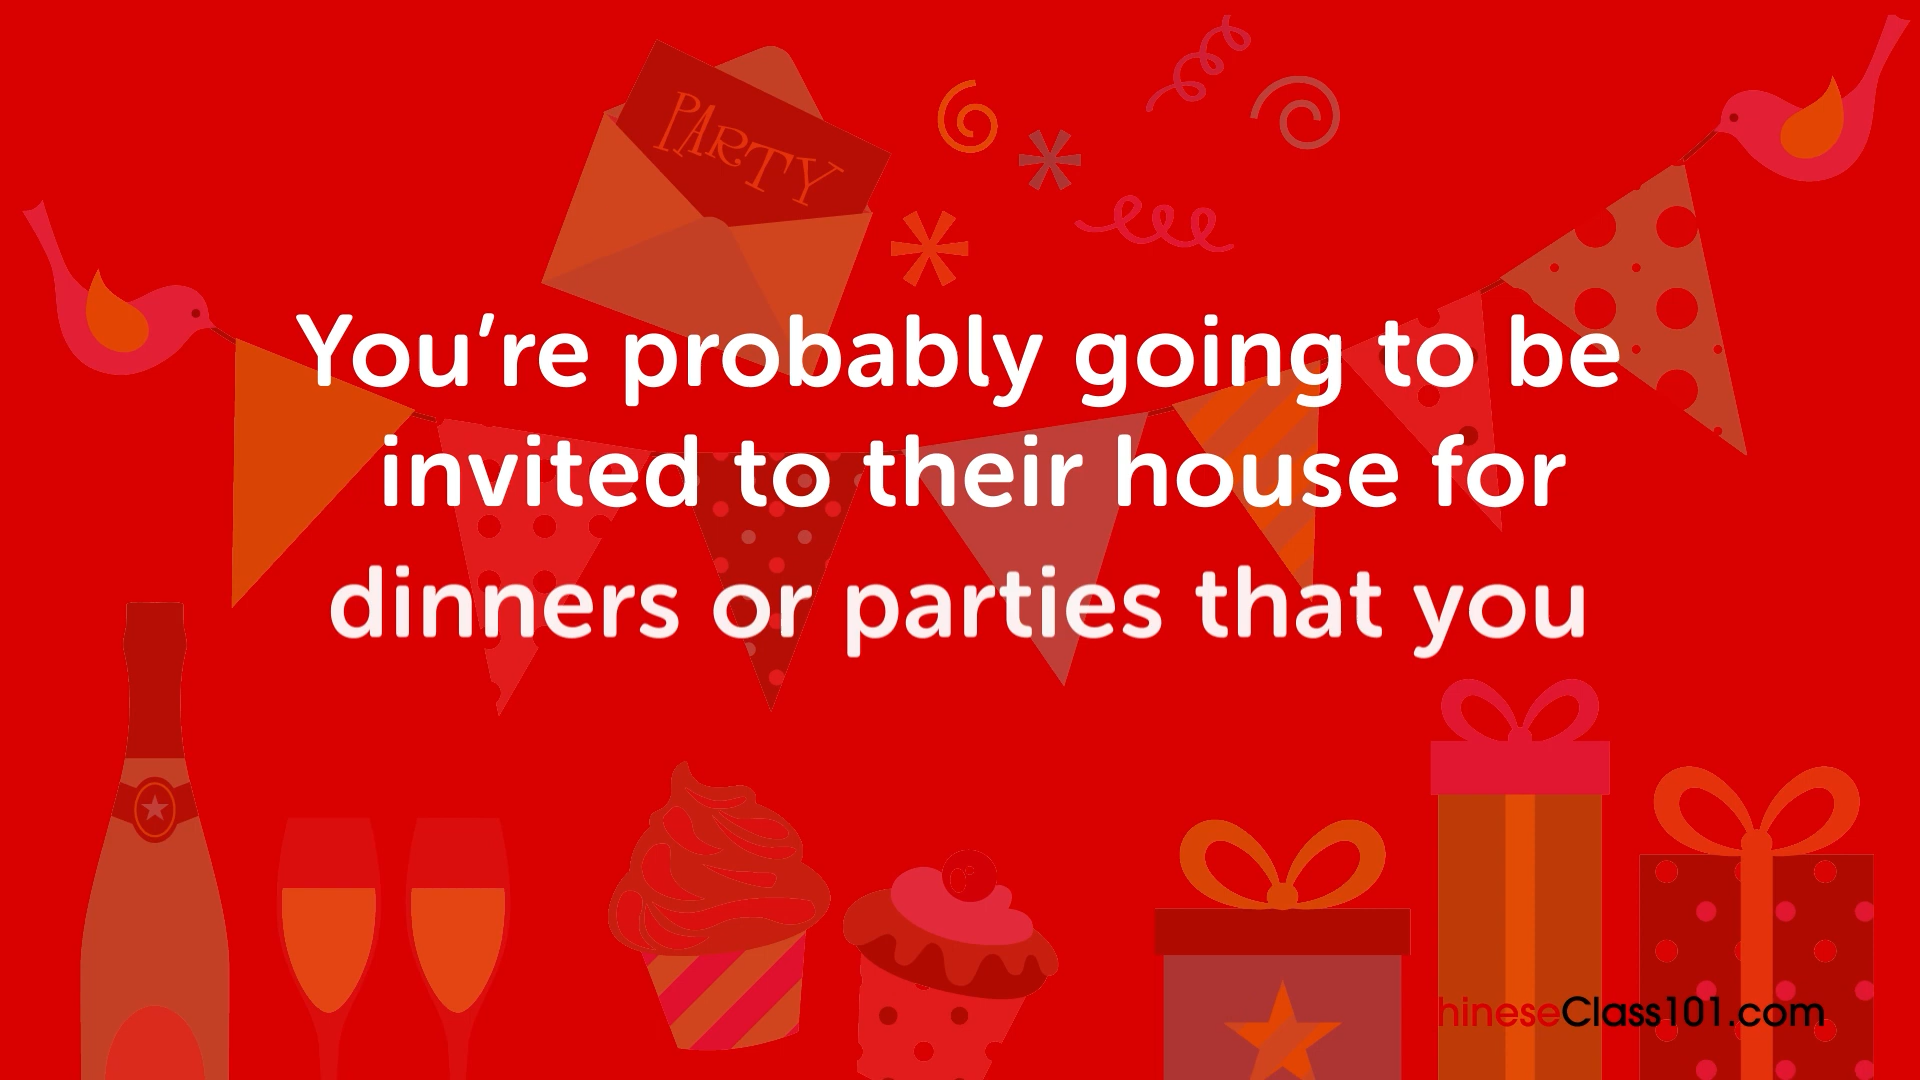 PARTY
You're probably going to be
invited to their house for
dinners or parties that you
hineseClass101.com